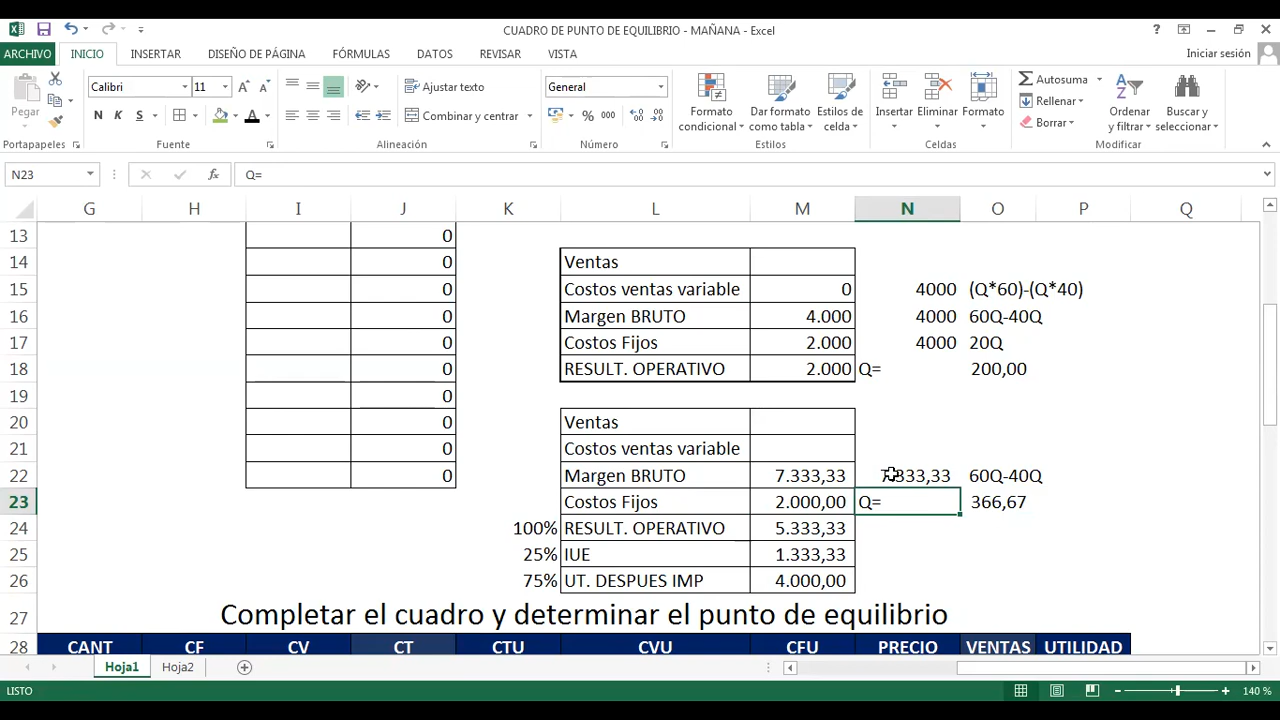 CUADRO DE PUNTO DE EQUILIBRIO - MAÑANA - Excel
ARCHIVO INICIO INSERTAR DISEÑO DE PÁGINA FÓRMULAS DATOS REVISAR VISTA Iniciar sesión
Pegar
Portapapeles
Calibri 11
N K S A
Fuente
Ajustar texto
Combinar y centrar
Alineación
General
% 000
Número
Formato condicional
Dar formato como tabla
Estilos de celda
Estilos
Insertar
Eliminar
Formato
Celdas
Autosuma
Rellenar
Borrar
Ordenar y filtrar
Buscar y seleccionar
Modificar
N23 fx Q=
G H I J K L M N O P Q
13 0
14 Ventas
0
15 0 Costos ventas variable 0 4000 (Q*60)-(Q*40)
16 0 Margen BRUTO 4.000 4000 60Q-40Q
17 0 Costos Fijos 2.000 4000 20Q
18 0 RESULT. OPERATIVO 2.000 Q= 200,00
19 0
20 0 Ventas
21 0 Costos ventas variable
22 0 Margen BRUTO 7.333,33 60Q-40Q
23 Costos Fijos 2.000,00 Q= 366,67
24 100% RESULT. OPERATIVO 5.333,33
25 25% IUE 1.333,33
26 75% UT. DESPUES IMP 4.000,00
27 Completar el cuadro y determinar el punto de equilibrio
28 CANT CF CV CT CTU CVU CFU PRECIO VENTAS UTILIDAD
Hoja1 Hoja2
LISTO 140 %